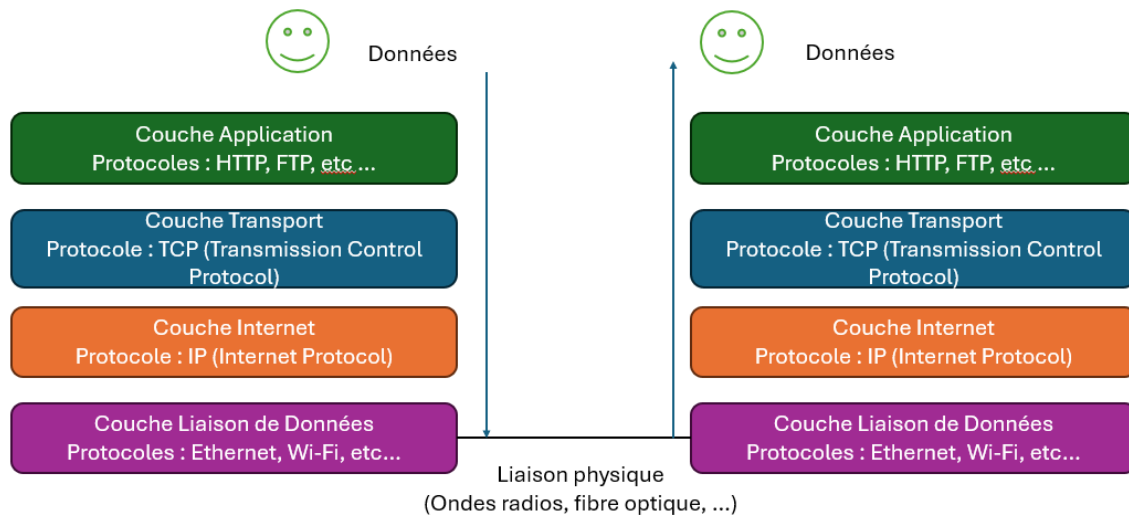 Données
Couche Application
Protocoles : HTTP, FTP, etc ...
Couche Transport
Protocole : TCP (Transmission Control
Protocol)
Couche Internet
Protocole : IP (Internet Protocol)
Couche Liaison de Données
Protocoles : Ethernet, Wi-Fi, etc...
Liaison physique
(Ondes radios, fibre optique, ...)
Données
Couche Application
Protocoles : HTTP, FTP, etc ...
Couche Transport
Protocole : TCP (Transmission Control
Protocol)
Couche Internet
Protocole : IP (Internet Protocol)
Couche Liaison de Données
Protocoles : Ethernet, Wi-Fi, etc...